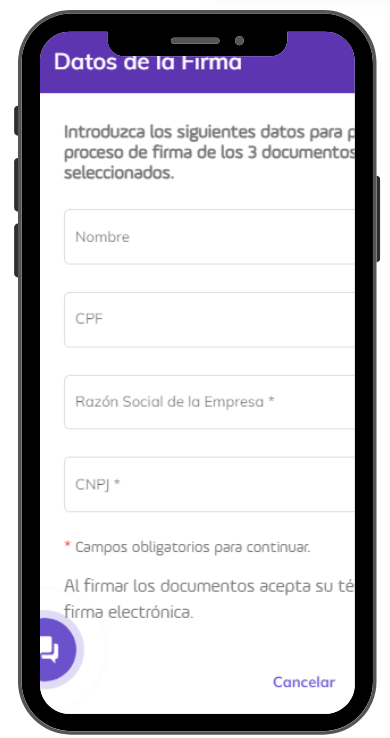 Datos de la Firma
Introduzca los siguientes datos para
proceso de firma de los 3 documentos
seleccionados.
Nombre
CPF
Razón Social de la Empresa *
CNPJ *
* Campos obligatorios para continuar.
Al firmar los documentos acepta su
firma electrónica.
Cancelar